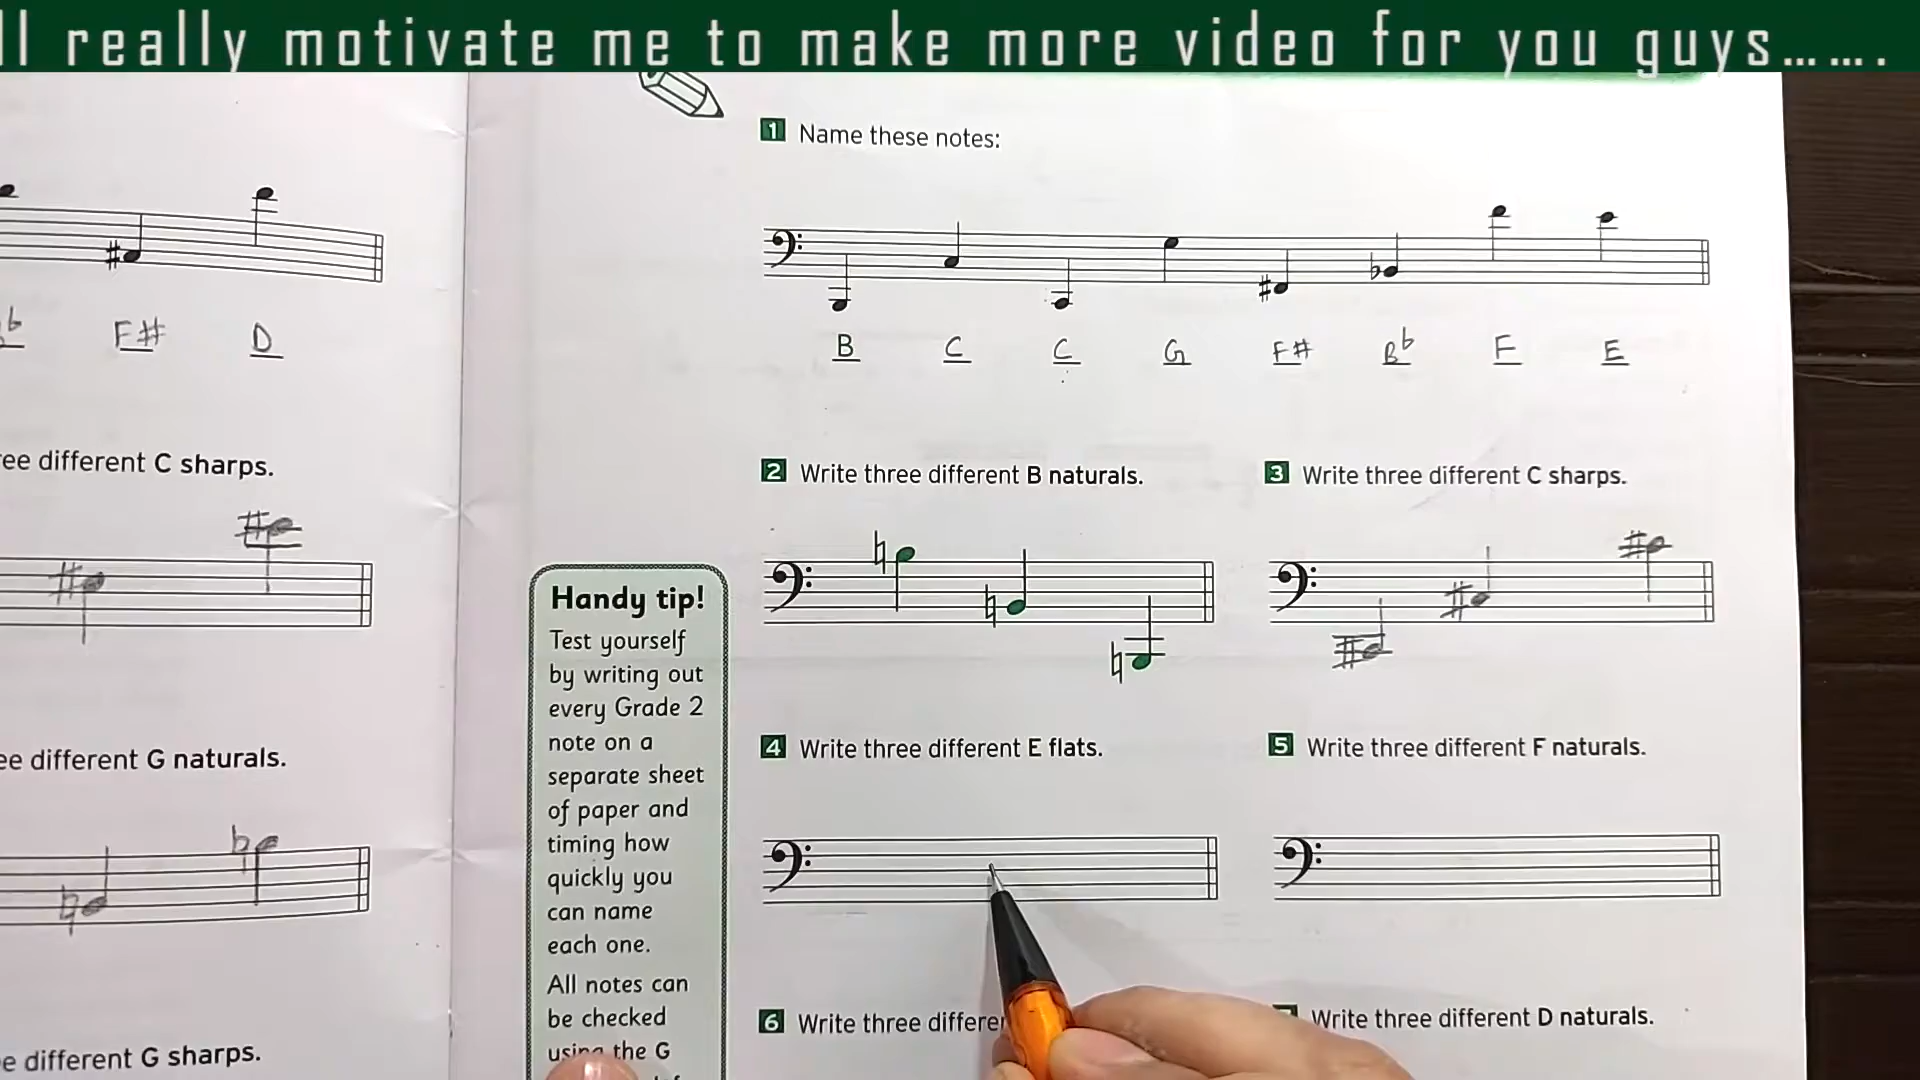 ll really motivate me to make more video for you guys.......
1 Name these notes:
F# D
B C C G F# Bb F E
ree different C sharps.
2 Write three different B naturals.
3 Write three different C sharps.
Handy tip!
Test yourself
by writing out
every Grade 2
note on a
separate sheet
of paper and
timing how
quickly you
can name
each one.
All notes can
be checked
using the G
ee different G naturals.
4 Write three different E flats.
5 Write three different F naturals.
e different G sharps.
6 Write three differe
Write three different D naturals.